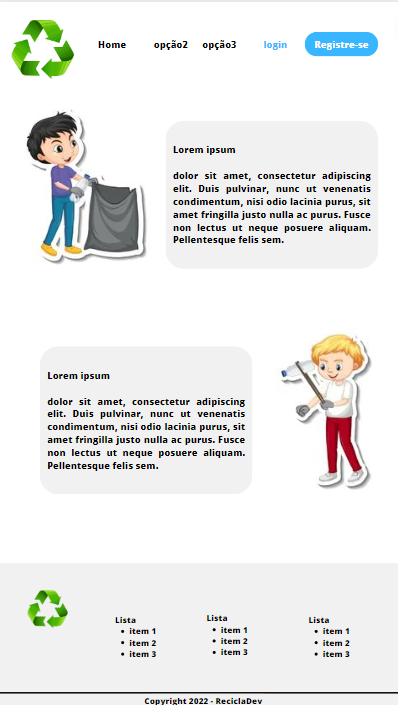 Home opção2 opção3 login Registre-se
Lorem ipsum
dolor sit amet, consectetur adipiscing
elit. Duis pulvinar, nunc ut venenatis
condimentum, nisi odio lacinia purus, sit
amet fringilla justo nulla ac purus. Fusce
non lectus ut neque posuere aliquam.
Pellentesque felis sem.
Lorem ipsum
dolor sit amet, consectetur adipiscing
elit. Duis pulvinar, nunc ut venenatis
condimentum, nisi odio lacinia purus, sit
amet fringilla justo nulla ac purus. Fusce
non lectus ut neque posuere aliquam.
Pellentesque felis sem.
Lista
• item 1
• item 2
• item 3
Lista
• item 1
• item 2
• item 3
Lista
• item 1
• item 2
• item 3
Copyright 2022 - ReciclaDev